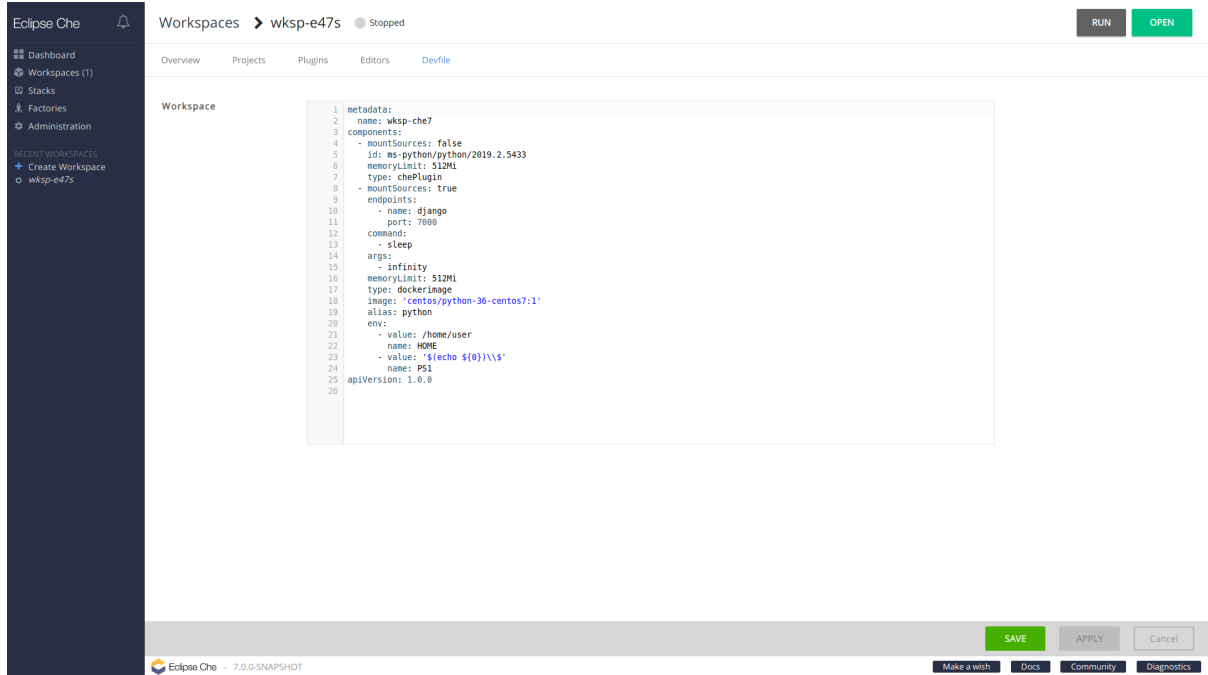 Eclipse Che
Workspaces > wksp-e47s Stopped
RUN
OPEN
Dashboard
Workspaces (1)
Stacks
Factories
Administration
RECENT WORKSPACES
+ Create Workspace
wksp-e47s
Overview Projects Plugins Editors Devfile
Workspace
1 metadata:
2   name: wksp-che7
3 components:
4   - mountSources: false
5     id: ms-python/python/2019.2.5433
6     memoryLimit: 512Mi
7     type: chePlugin
8   - mountSources: true
9     endpoints:
10       - name: django
11         port: 7000
12     command:
13       - sleep
14     args:
15       - infinity
16     memoryLimit: 512Mi
17     type: dockerimage
18     image: 'centos/python-36-centos7:1'
19     alias: python
20     env:
21       - value: /home/user
22         name: HOME
23       - value: '$(echo ${0})\\$'
24         name: PS1
25 apiVersion: 1.0.0
26
SAVE APPLY Cancel
Eclipse Che - 7.0.0-SNAPSHOT
Make a wish Docs Community Diagnostics